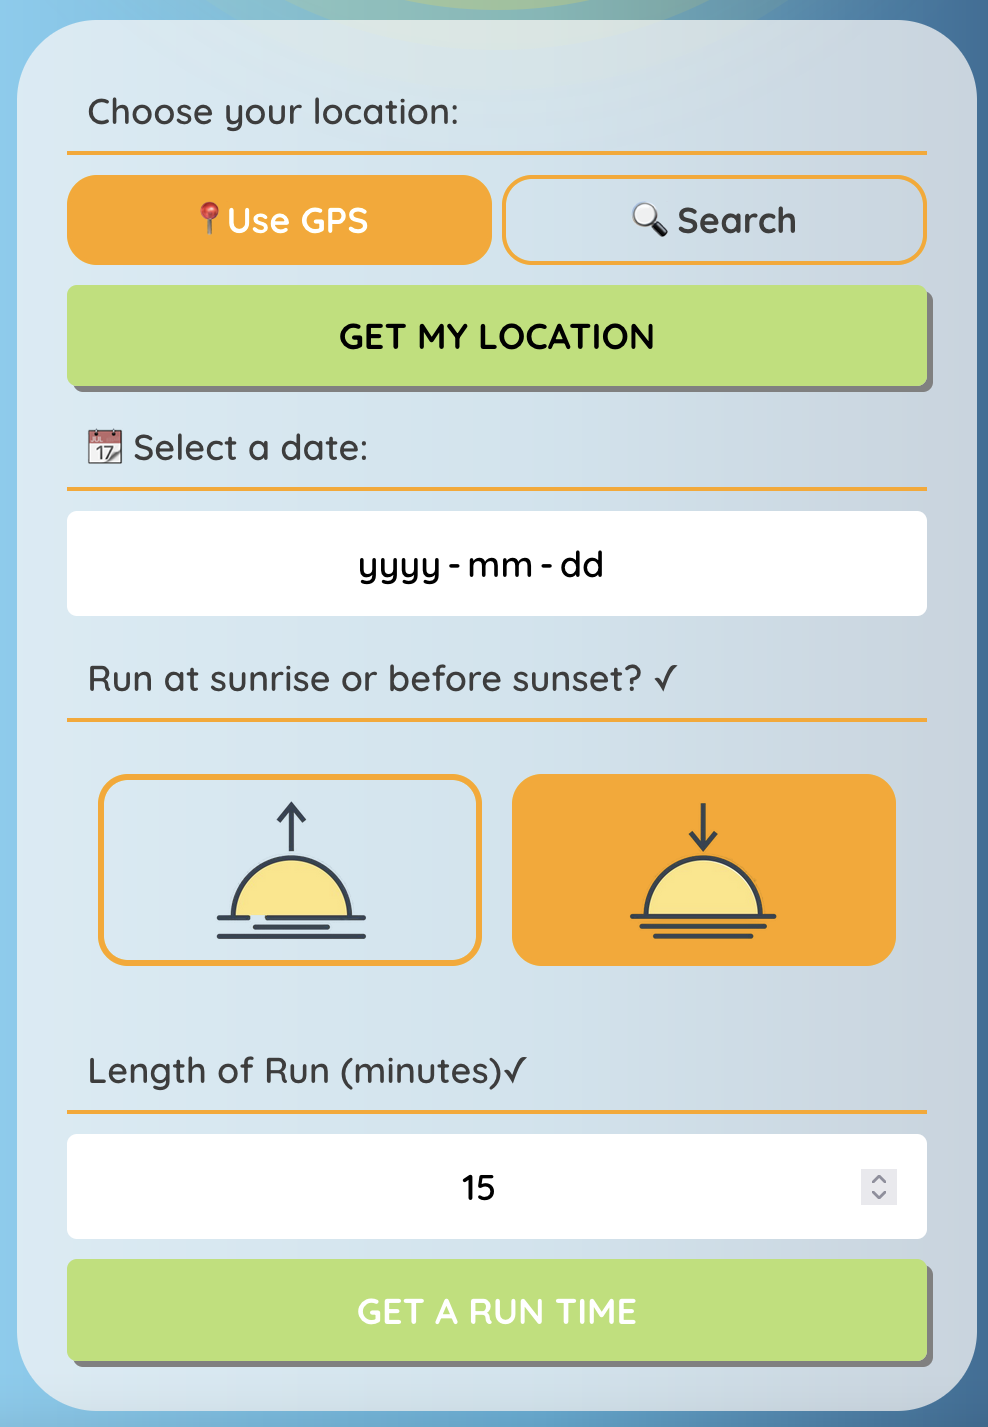 Choose your location:
📍Use GPS
🔍 Search
GET MY LOCATION
📆 Select a date:
yyyy-mm-dd
Run at sunrise or before sunset? ✓
Length of Run (minutes)✓
15
GET A RUN TIME